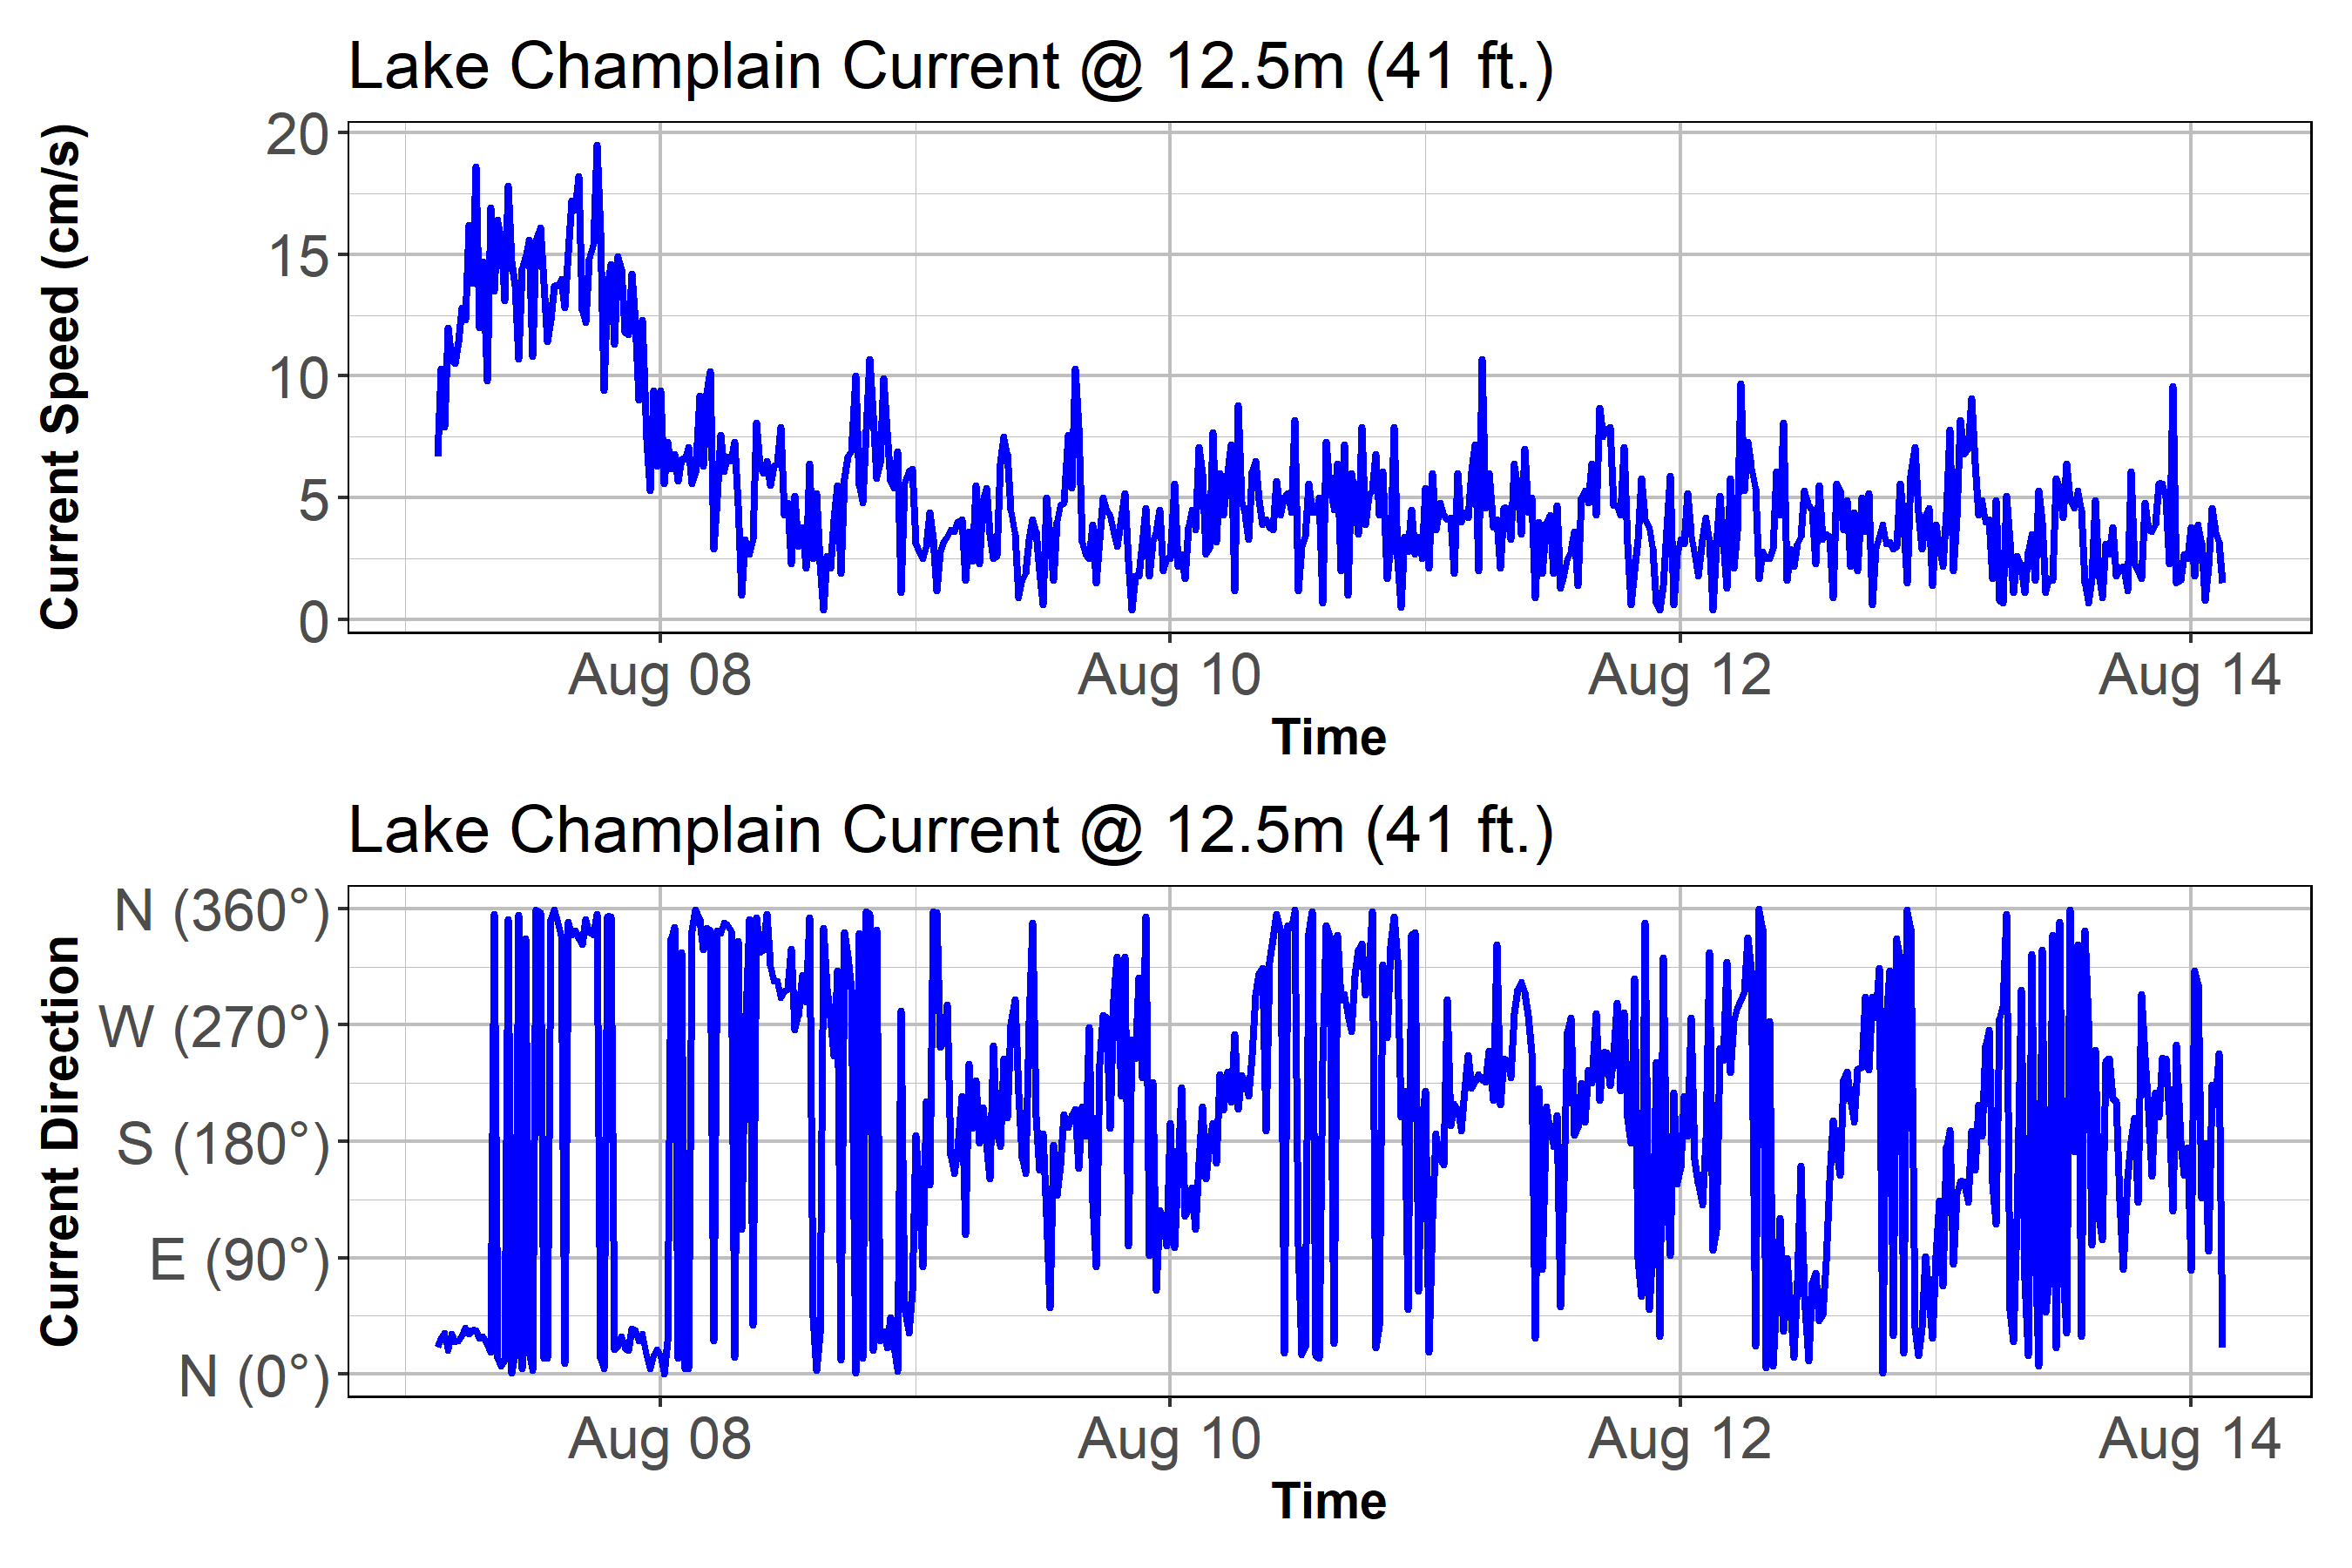 Lake Champlain Current @ 12.5m (41 ft.)
Current Speed (cm/s)
20
15
10
5
0
Aug 08 Aug 10 Aug 12 Aug 14
Time
Lake Champlain Current @ 12.5m (41 ft.)
Current Direction
N (360°)
W (270°)
S (180°)
E (90°)
N (0°)
Aug 08 Aug 10 Aug 12 Aug 14
Time